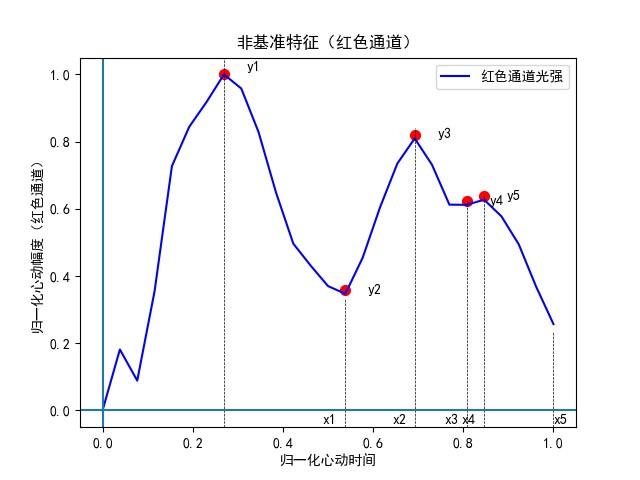 非基准特征（红色通道）
红色通道光强
归一化心动幅度（红色通道）
1.0
0.8
0.6
0.4
0.2
0.0
y1
y2
y3
y4
y5
x1
x2
x3
x4
x5
0.0
0.2
0.4
0.6
0.8
1.0
归一化心动时间